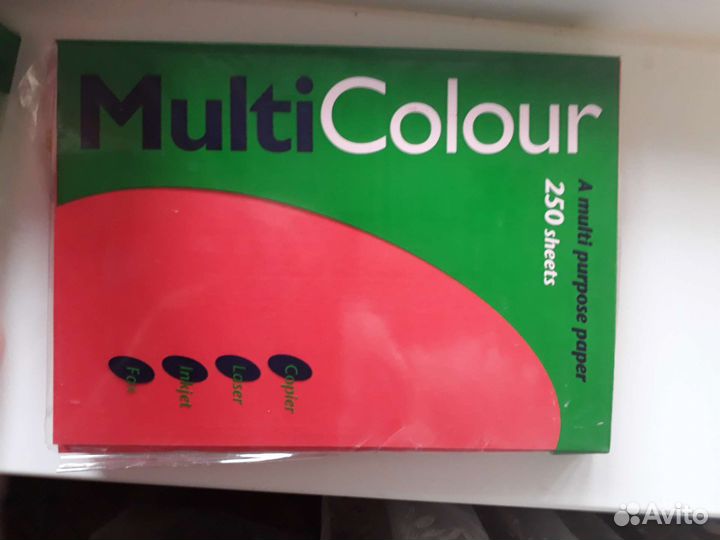 MultiColour
A multi purpose paper
250 sheets
Copier
Laser
Inkjet
Fax
Avito